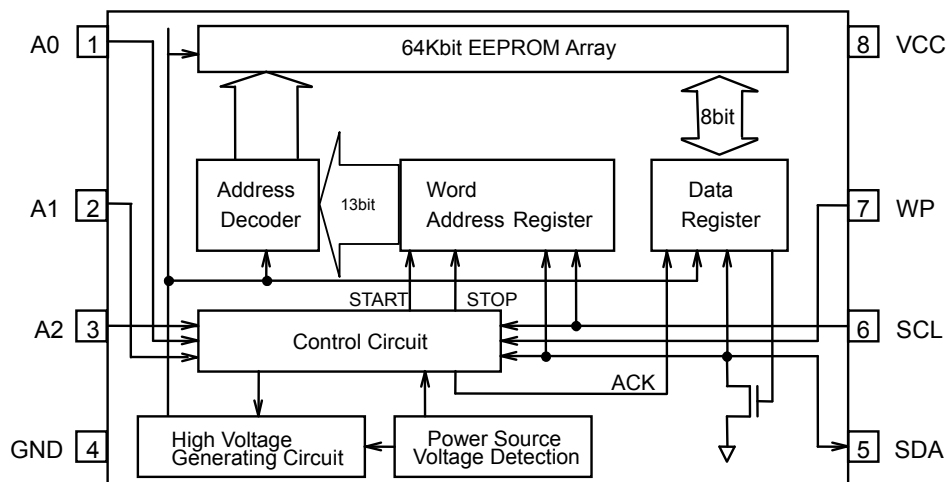 A0 1
64Kbit EEPROM Array
8 VCC
8bit
A1 2
Address
Decoder
13bit
Word
Address Register
Data
Register
7 WP
START
STOP
A2 3
Control Circuit
6 SCL
ACK
GND 4
High Voltage
Generating Circuit
Power Source
Voltage Detection
5 SDA